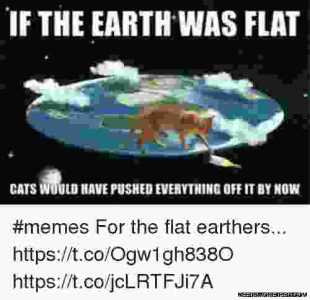 IF THE EARTH WAS FLAT
CATS WOULD HAVE PUSHED EVERYTHING OFF IT BY NOW
#memes For the flat earthers...
https://t.co/Ogw1gh838O
https://t.co/jcLRTFJi7A